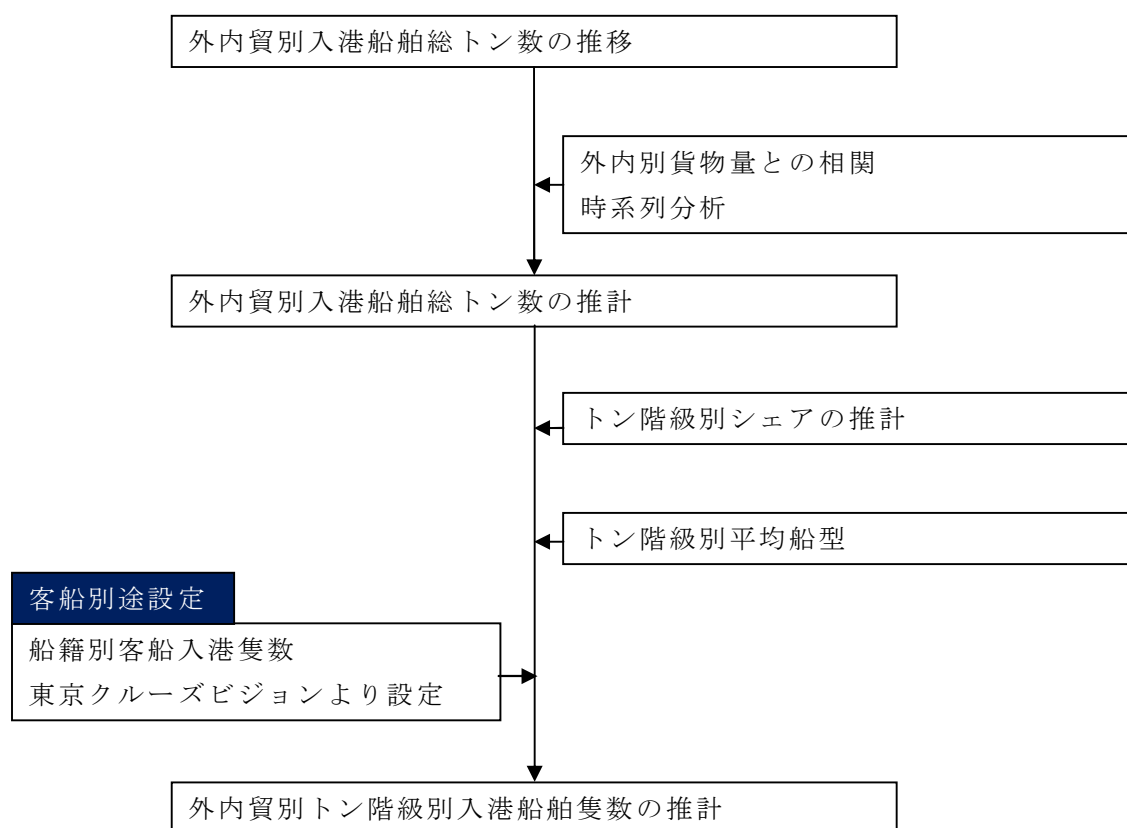 外内貿別入港船舶総トン数の推移
外内別貨物量との相関
時系列分析
外内貿別入港船舶総トン数の推計
トン階級別シェアの推計
トン階級別平均船型
客船別途設定
船籍別客船入港隻数
東京クルーズビジョンより設定
外内貿別トン階級別入港船舶隻数の推計